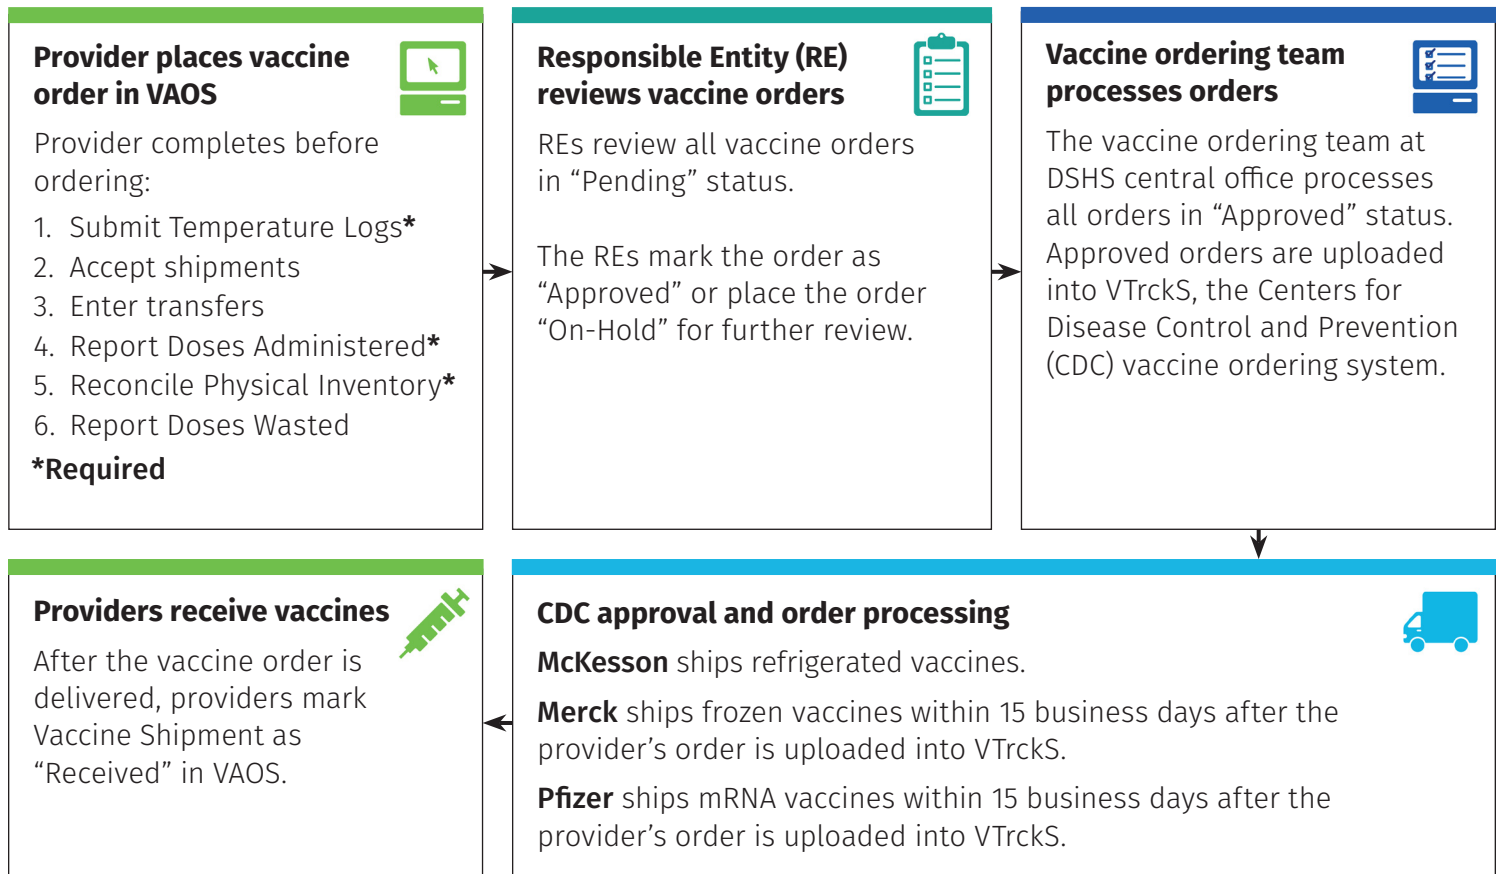 Provider places vaccine
order in VAOS
Provider completes before
ordering:
1. Submit Temperature Logs*
2. Accept shipments
3. Enter transfers
4. Report Doses Administered*
5. Reconcile Physical Inventory*
6. Report Doses Wasted
*Required
Responsible Entity (RE)
reviews vaccine orders
REs review all vaccine orders
in “Pending” status.
The REs mark the order as
“Approved” or place the order
“On-Hold” for further review.
Vaccine ordering team
processes orders
The vaccine ordering team at
DSHS central office processes
all orders in “Approved” status.
Approved orders are uploaded
into VTrckS, the Centers for
Disease Control and Prevention
(CDC) vaccine ordering system.
CDC approval and order processing
McKesson ships refrigerated vaccines.
Merck ships frozen vaccines within 15 business days after the
provider’s order is uploaded into VTrckS.
Pfizer ships mRNA vaccines within 15 business days after the
provider’s order is uploaded into VTrckS.
Providers receive vaccines
After the vaccine order is
delivered, providers mark
Vaccine Shipment as
“Received” in VAOS.